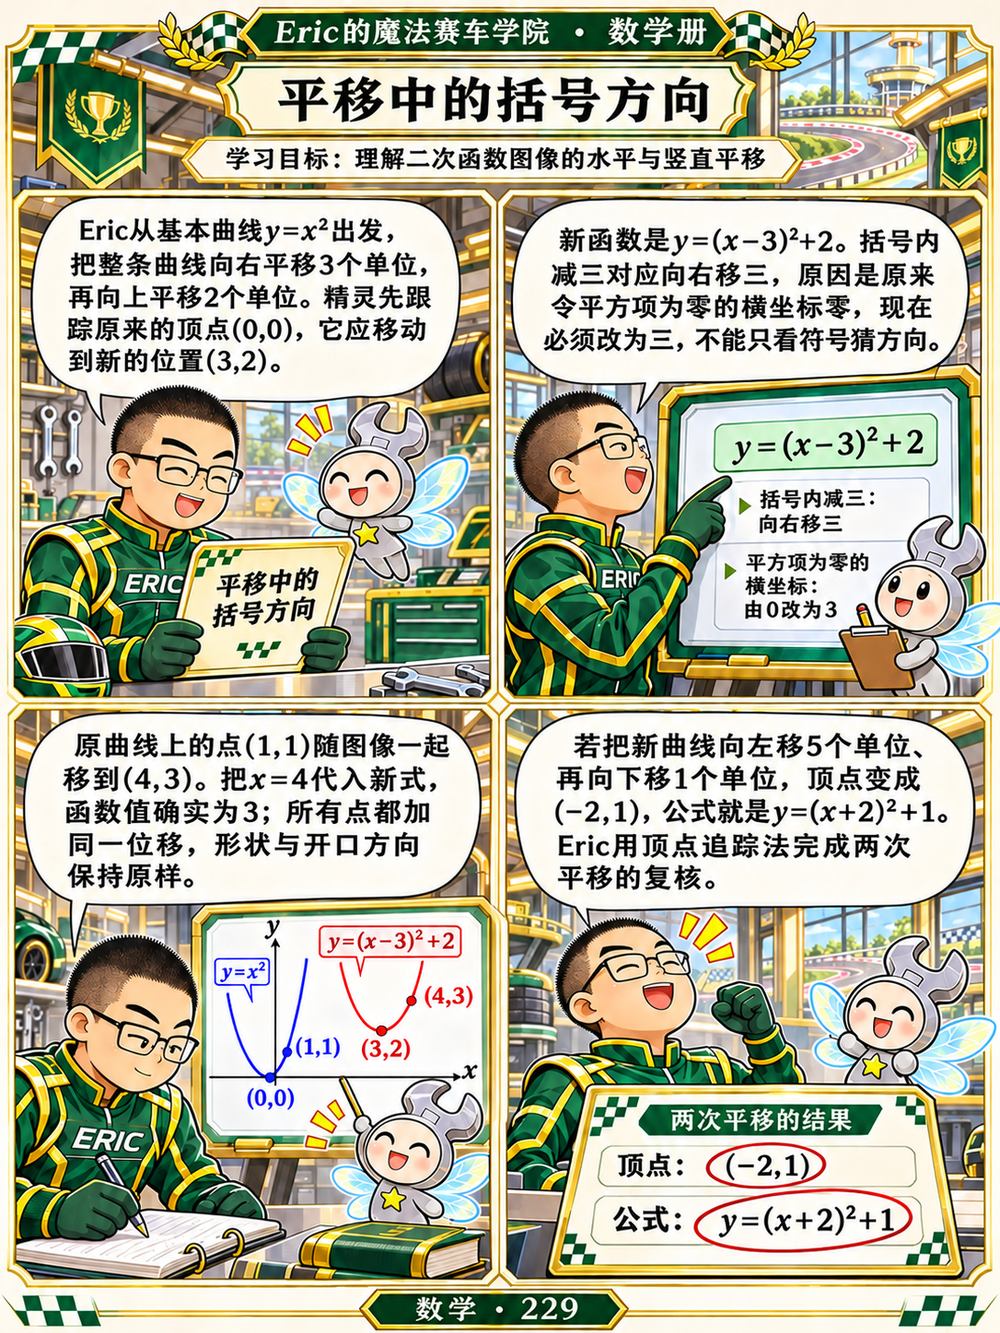 Eric的魔法赛车学院 · 数学册
平移中的括号方向
学习目标：理解二次函数图像的水平与竖直平移
Eric从基本曲线y=x²出发，
把整条曲线向右平移3个单位，
再向上平移2个单位。精灵先跟
踪原来的顶点(0,0)，它应移动
到新的位置(3,2)。
ERIC
平移中的
括号方向
新函数是y=(x−3)²+2。括号内
减三对应向右移三，原因是原来
令平方项为零的横坐标零，现在
必须改为三，不能只看符号猜方向。
ERIC
y=(x−3)²+2
括号内减三：
向右移三
平方项为零的
横坐标：
由0改为3
原曲线上的点(1,1)随图像一起
移到(4,3)。把x=4代入新式，
函数值确实为3；所有点都加
同一位移，形状与开口方向
保持原样。
y
y=(x−3)²+2
y=x²
(4,3)
(1,1)
(3,2)
x
(0,0)
ERIC
若把新曲线向左移5个单位、
再向下移1个单位，顶点变成
(−2,1)，公式就是y=(x+2)²+1。
Eric用顶点追踪法完成两次
平移的复核。
两次平移的结果
顶点：(−2,1)
公式：y=(x+2)²+1
数学 · 229